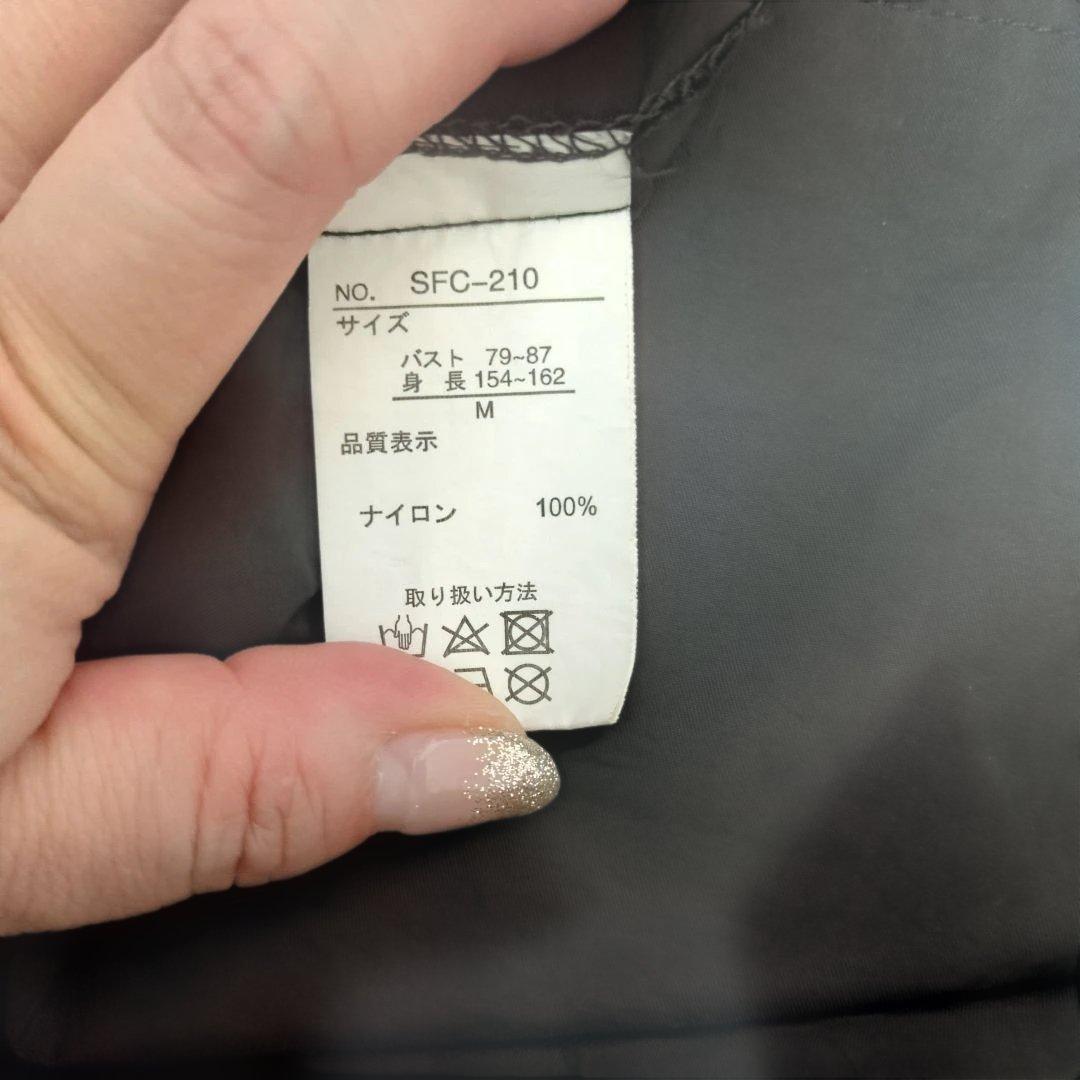 NO. SFC-210
サイズ
バスト 79~87
身 長 154~162
M
品質表示
ナイロン 100%
取り扱い方法